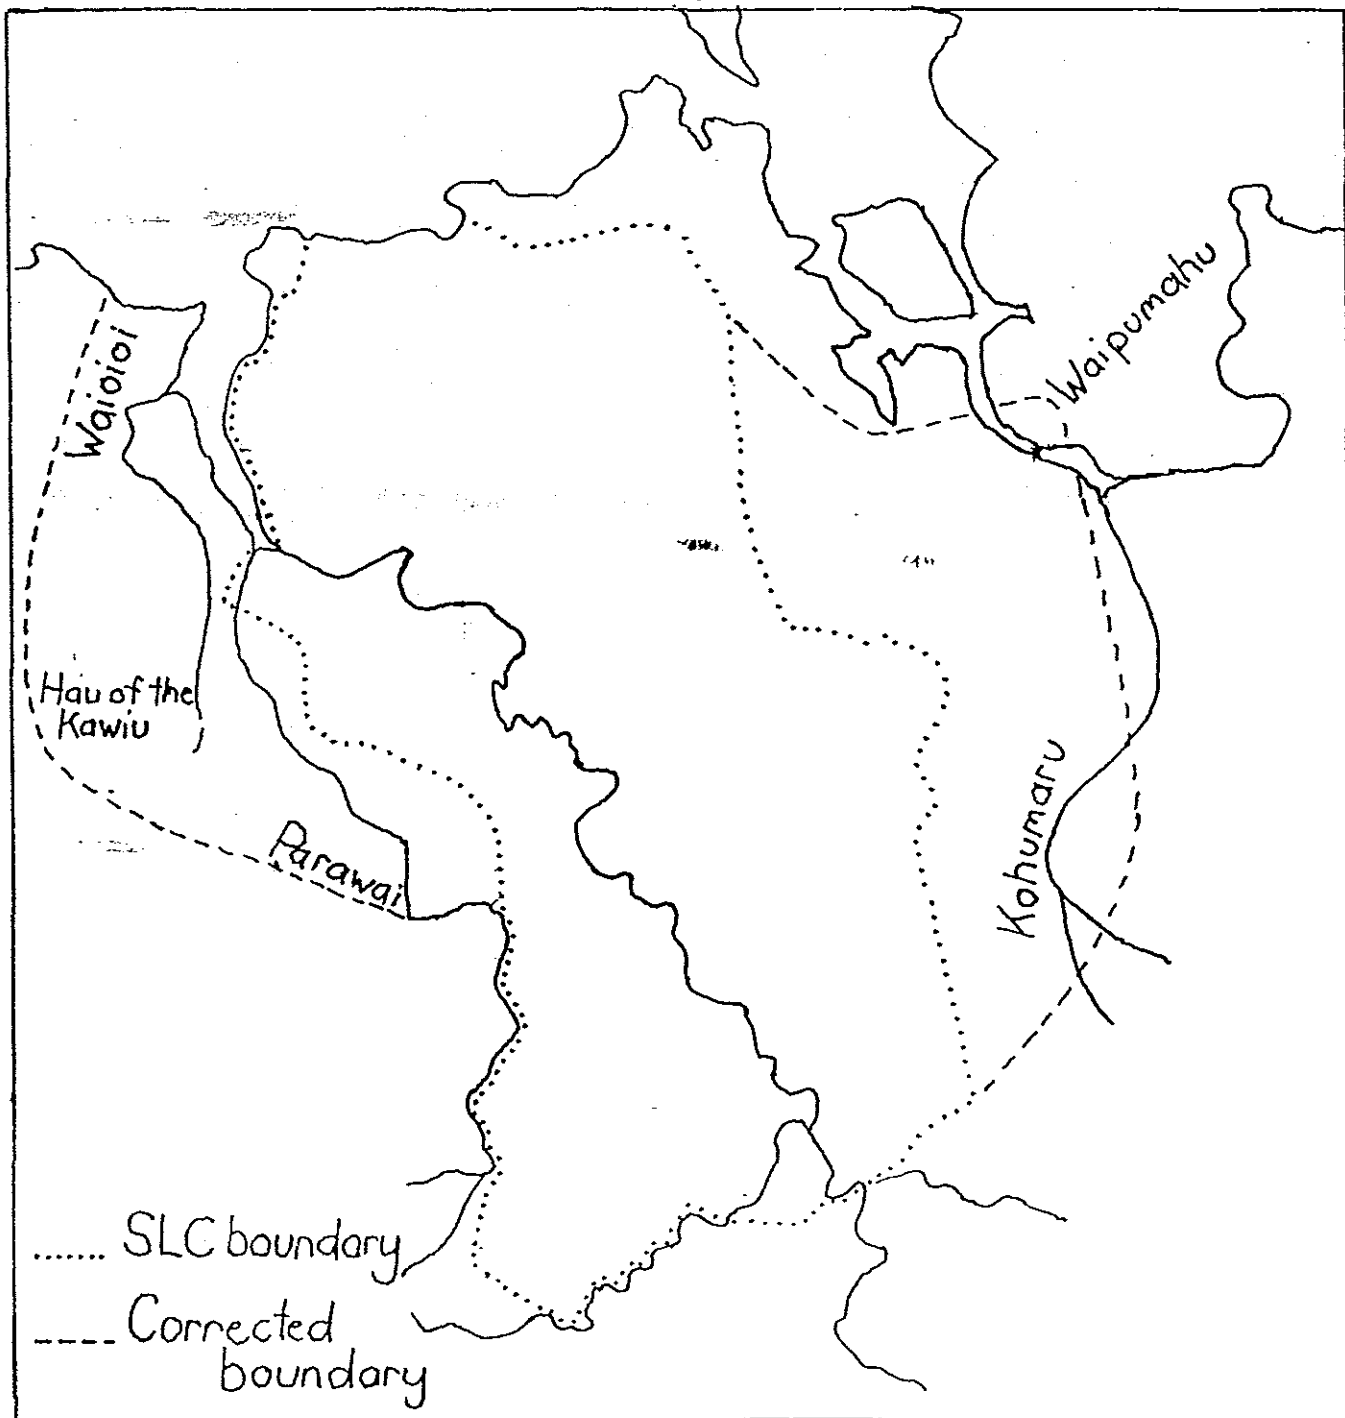 Waipumahu
Waioioi
Hau of the
Kawiu
Kohumaru
Parawai
....... SLC boundary
----- Corrected
boundary